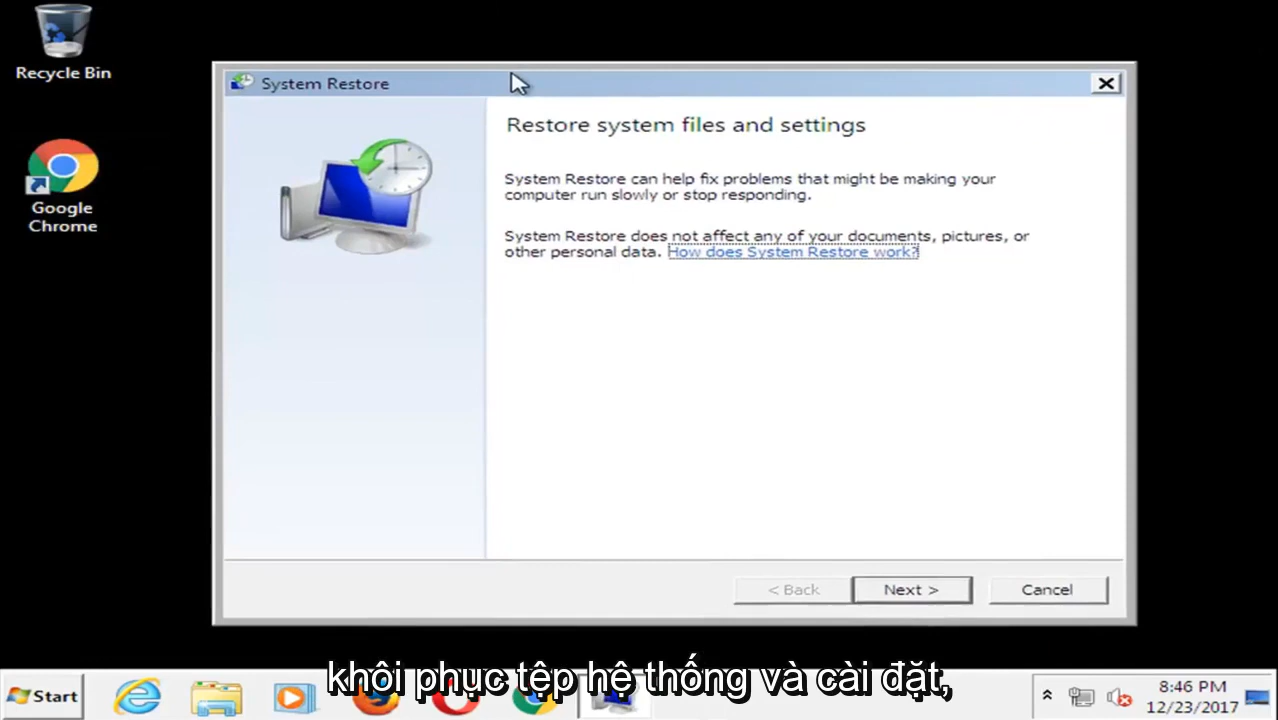 Recycle Bin
Google
Chrome
System Restore
Restore system files and settings
System Restore can help fix problems that might be making your
computer run slowly or stop responding.
System Restore does not affect any of your documents, pictures, or
other personal data. How does System Restore work?
< Back
Next >
Cancel
khôi phục tệp hệ thống và cài đặt,
Start
8:46 PM
12/23/2017